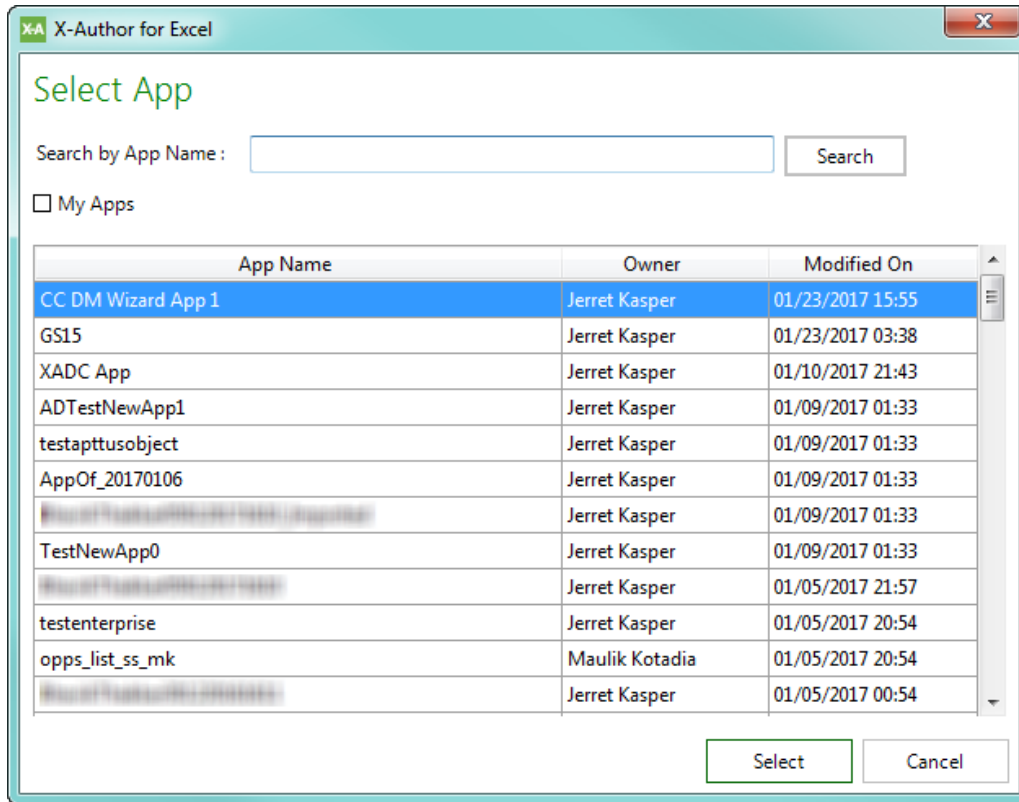 X-A X-Author for Excel
Select App
Search by App Name : Search
My Apps
App Name Owner Modified On
CC DM Wizard App 1 Jerret Kasper 01/23/2017 15:55
GS15 Jerret Kasper 01/23/2017 03:38
XADC App Jerret Kasper 01/10/2017 21:43
ADTestNewApp1 Jerret Kasper 01/09/2017 01:33
testapttusobject Jerret Kasper 01/09/2017 01:33
AppOf_20170106 Jerret Kasper 01/09/2017 01:33
Jerret Kasper 01/09/2017 01:33
TestNewApp0 Jerret Kasper 01/09/2017 01:33
Jerret Kasper 01/05/2017 21:57
testenterprise Jerret Kasper 01/05/2017 20:54
opps_list_ss_mk Maulik Kotadia 01/05/2017 20:54
Jerret Kasper 01/05/2017 00:54
Select Cancel